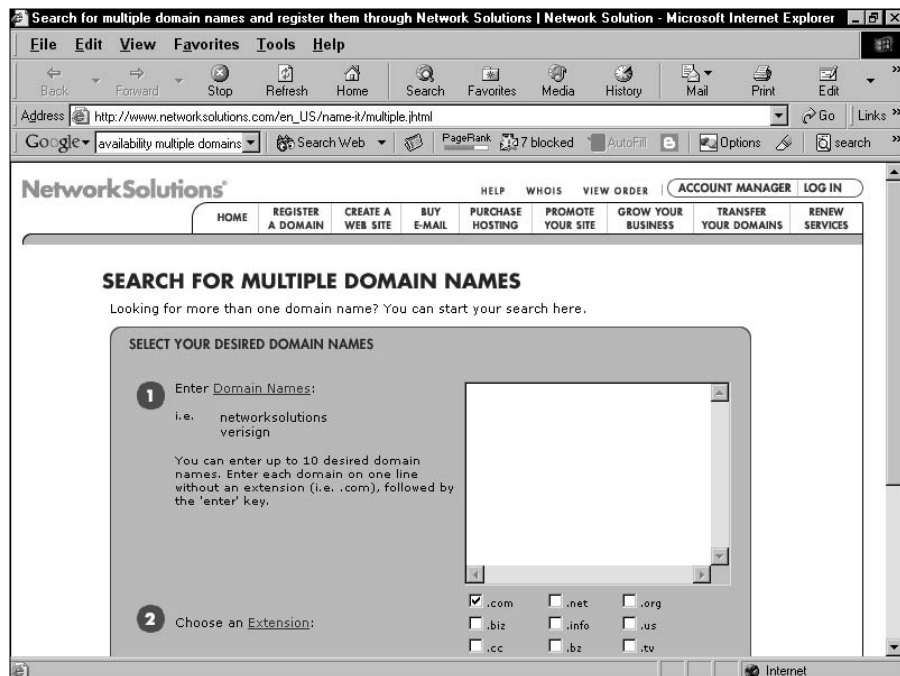 Search for multiple domain names and register them through Network Solutions | Network Solution - Microsoft Internet Explorer
File Edit View Favorites Tools Help
Back Forward Stop Refresh Home Search Favorites Media History Mail Print Edit »
Address http://www.networksolutions.com/en_US/name-it/multiple.jhtml Go Links »
Google availability multiple domains Search Web PageRank 7 blocked AutoFill Options search »
NetworkSolutions®
HELP WHOIS VIEW ORDER | ACCOUNT MANAGER | LOG IN
HOME
REGISTER A DOMAIN
CREATE A WEB SITE
BUY E-MAIL
PURCHASE HOSTING
PROMOTE YOUR SITE
GROW YOUR BUSINESS
TRANSFER YOUR DOMAINS
RENEW SERVICES
SEARCH FOR MULTIPLE DOMAIN NAMES
Looking for more than one domain name? You can start your search here.
SELECT YOUR DESIRED DOMAIN NAMES
1 Enter Domain Names:
i.e. networksolutions
verisign
You can enter up to 10 desired domain
names. Enter each domain on one line
without an extension (i.e. .com), followed by
the 'enter' key.
2 Choose an Extension:
.com .net .org
.biz .info .us
.cc .bz .tv
Internet